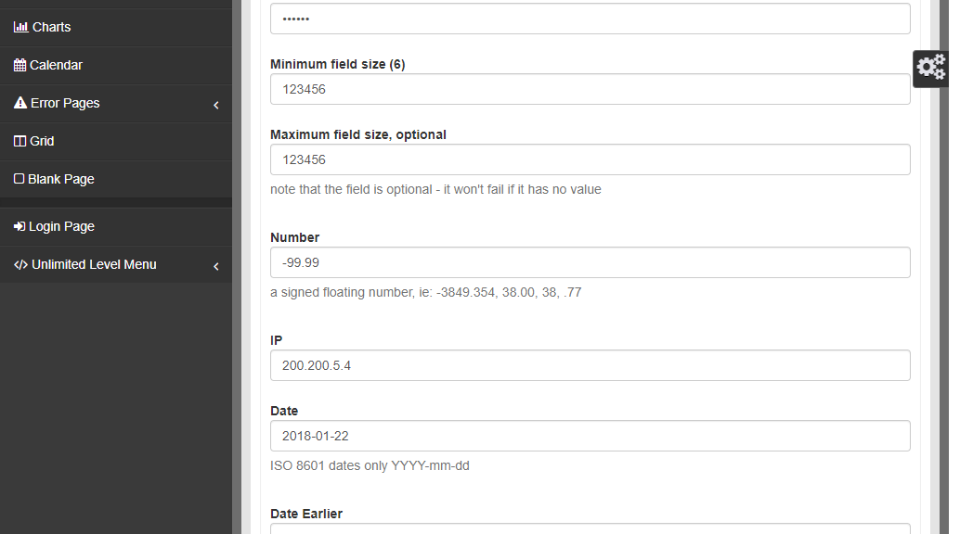 Charts
Calendar
Error Pages
Grid
Blank Page
Login Page
Unlimited Level Menu
••••••
Minimum field size (6)
123456
Maximum field size, optional
123456
note that the field is optional - it won't fail if it has no value
Number
-99.99
a signed floating number, ie: -3849.354, 38.00, 38, .77
IP
200.200.5.4
Date
2018-01-22
ISO 8601 dates only YYYY-mm-dd
Date Earlier